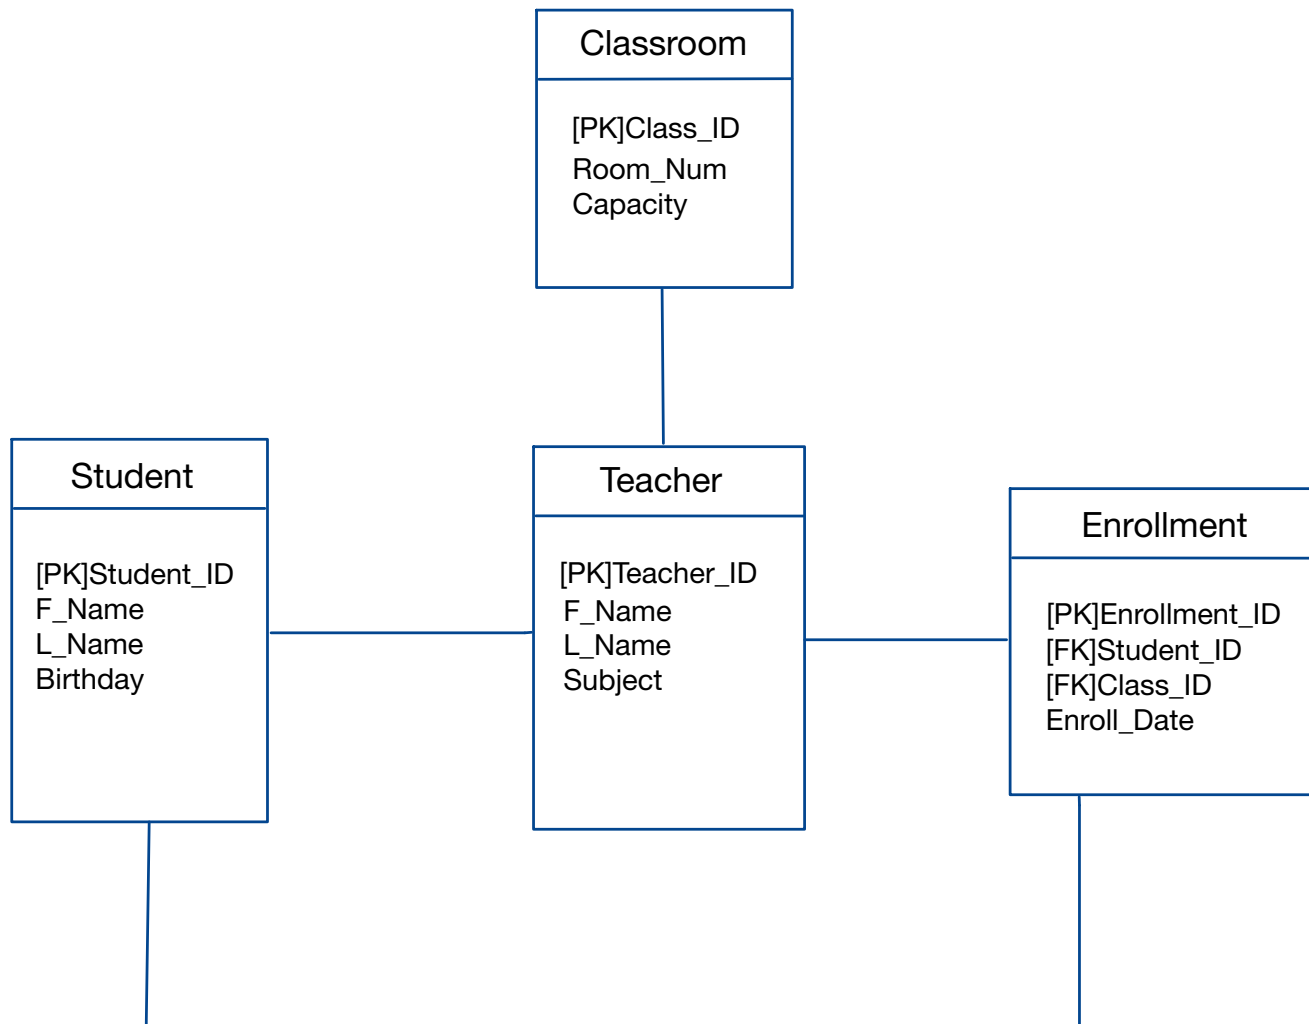 Classroom
[PK]Class_ID
Room_Num
Capacity
Student
[PK]Student_ID
F_Name
L_Name
Birthday
Teacher
[PK]Teacher_ID
F_Name
L_Name
Subject
Enrollment
[PK]Enrollment_ID
[FK]Student_ID
[FK]Class_ID
Enroll_Date